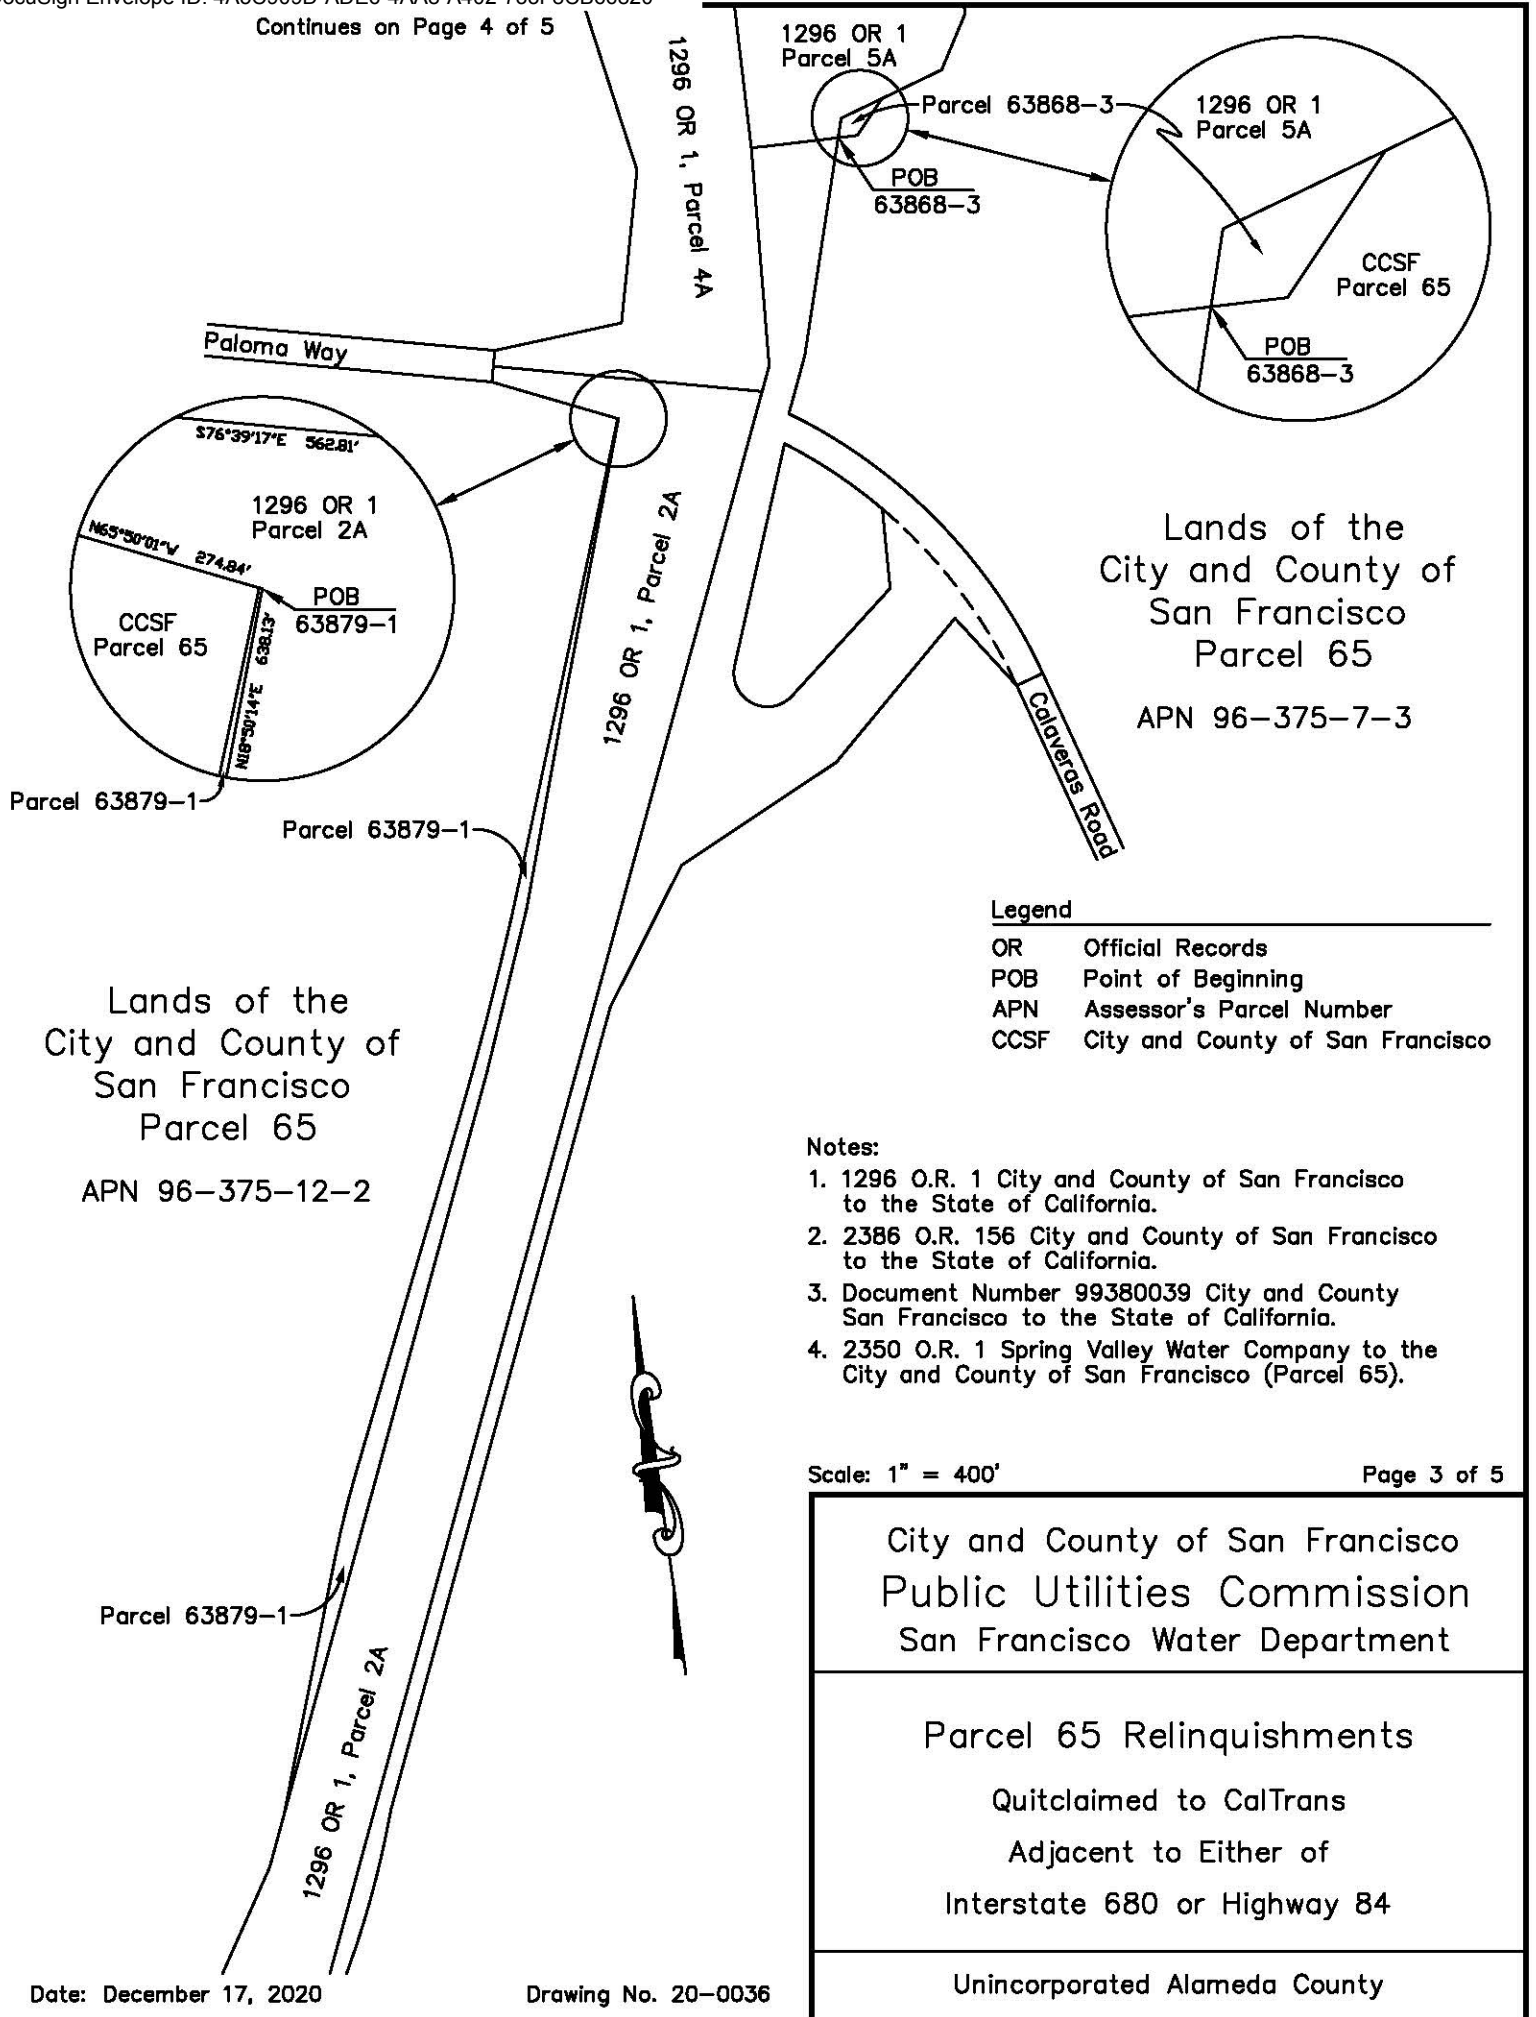 Continues on Page 4 of 5
1296 OR 1
Parcel 5A
1296 OR 1, Parcel 4A
Parcel 63868-3
POB
63868-3
1296 OR 1
Parcel 5A
CCSF
Parcel 65
POB
63868-3
Paloma Way
S76°39'17"E 562.81'
1296 OR 1
Parcel 2A
N65°50'01"W 274.84'
POB
63879-1
CCSF
Parcel 65
N18°50'14"E 638.13'
Parcel 63879-1
Parcel 63879-1
1296 OR 1, Parcel 2A
Lands of the
City and County of
San Francisco
Parcel 65
APN 96-375-7-3
Calaveras Road
Legend
OR Official Records
POB Point of Beginning
APN Assessor's Parcel Number
CCSF City and County of San Francisco
Lands of the
City and County of
San Francisco
Parcel 65
APN 96-375-12-2
Notes:
1. 1296 O.R. 1 City and County of San Francisco
to the State of California.
2. 2386 O.R. 156 City and County of San Francisco
to the State of California.
3. Document Number 99380039 City and County
San Francisco to the State of California.
4. 2350 O.R. 1 Spring Valley Water Company to the
City and County of San Francisco (Parcel 65).
Parcel 63879-1
1296 OR 1, Parcel 2A
Scale: 1" = 400'
Page 3 of 5
City and County of San Francisco
Public Utilities Commission
San Francisco Water Department
Parcel 65 Relinquishments
Quitclaimed to CalTrans
Adjacent to Either of
Interstate 680 or Highway 84
Unincorporated Alameda County
Date: December 17, 2020
Drawing No. 20-0036